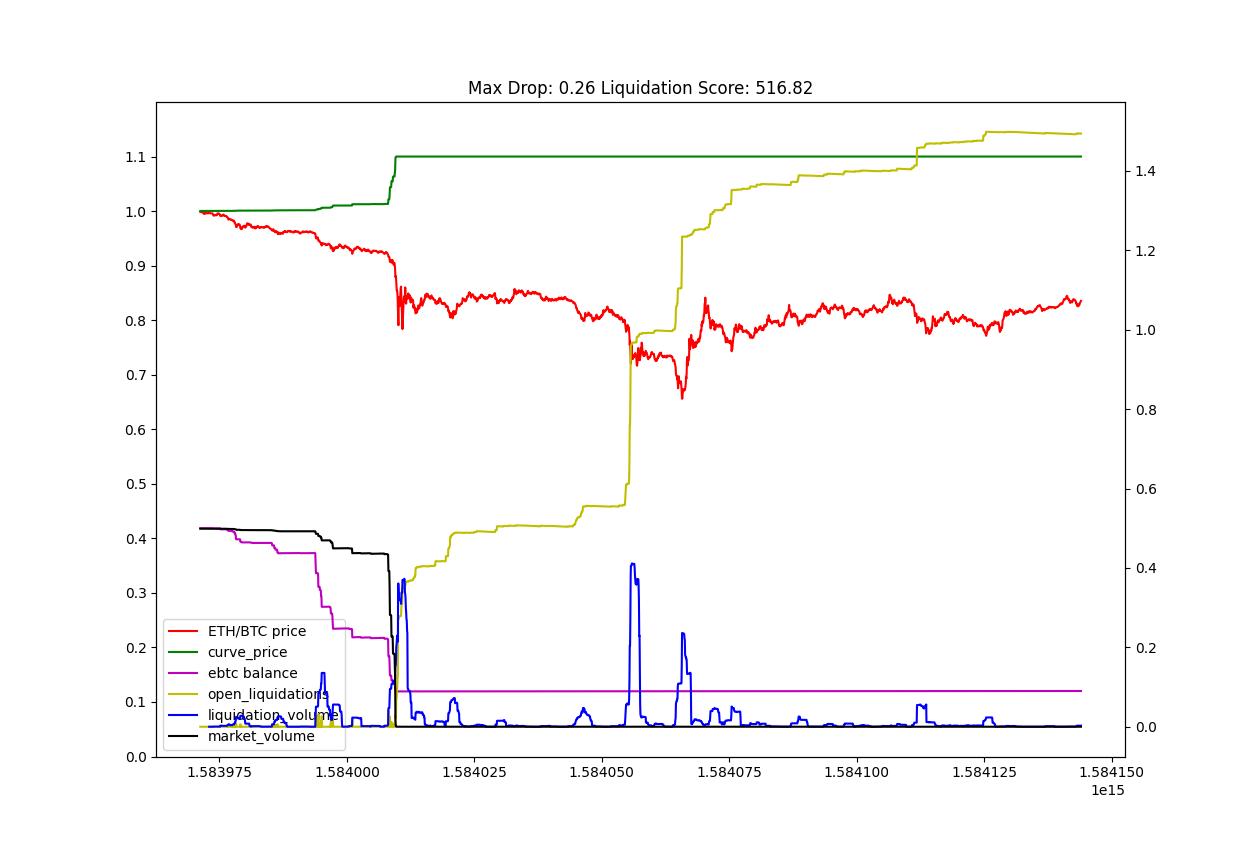 Max Drop: 0.26 Liquidation Score: 516.82
1.1
1.0
0.9
0.8
0.7
0.6
0.5
0.4
0.3
0.2
0.1
0.0
1.4
1.2
1.0
0.8
0.6
0.4
0.2
0.0
ETH/BTC price
curve_price
ebtc balance
open_liquidations
liquidation_volume
market_volume
1.583975 1.584000 1.584025 1.584050 1.584075 1.584100 1.584125 1.584150
1e15